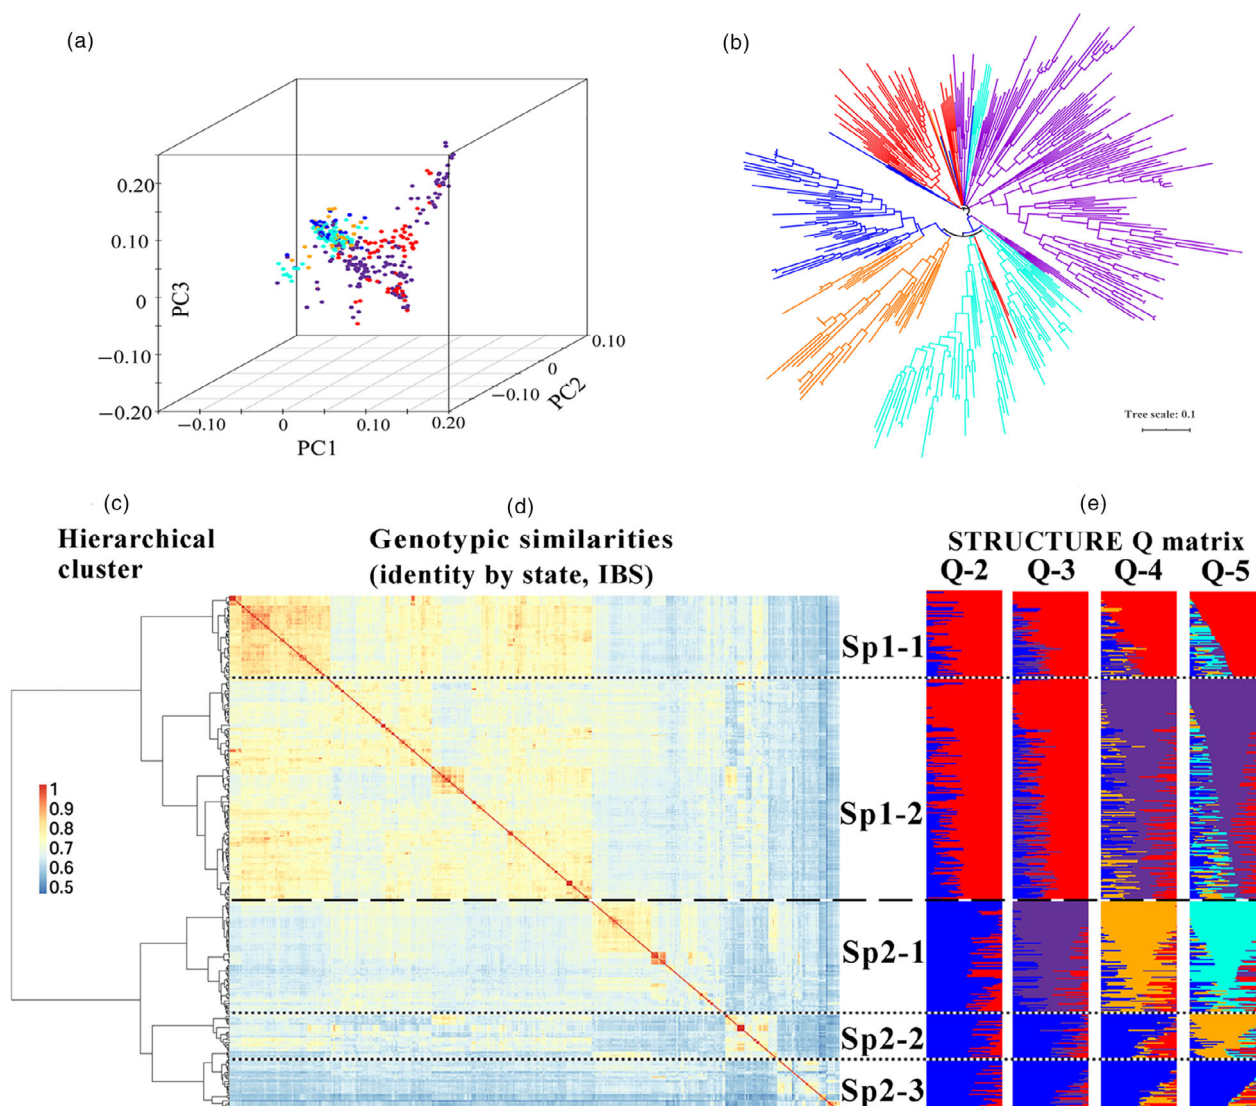 (a)
0.20
0.10
0
−0.10
−0.20
PC3
−0.10
0
0.10
0.20
PC1
−0.10
0
0.10
PC2
(b)
Tree scale: 0.1
(c)
Hierarchical
cluster
1
0.9
0.8
0.7
0.6
0.5
(d)
Genotypic similarities
(identity by state, IBS)
Sp1-1
Sp1-2
Sp2-1
Sp2-2
Sp2-3
(e)
STRUCTURE Q matrix
Q-2 Q-3 Q-4 Q-5